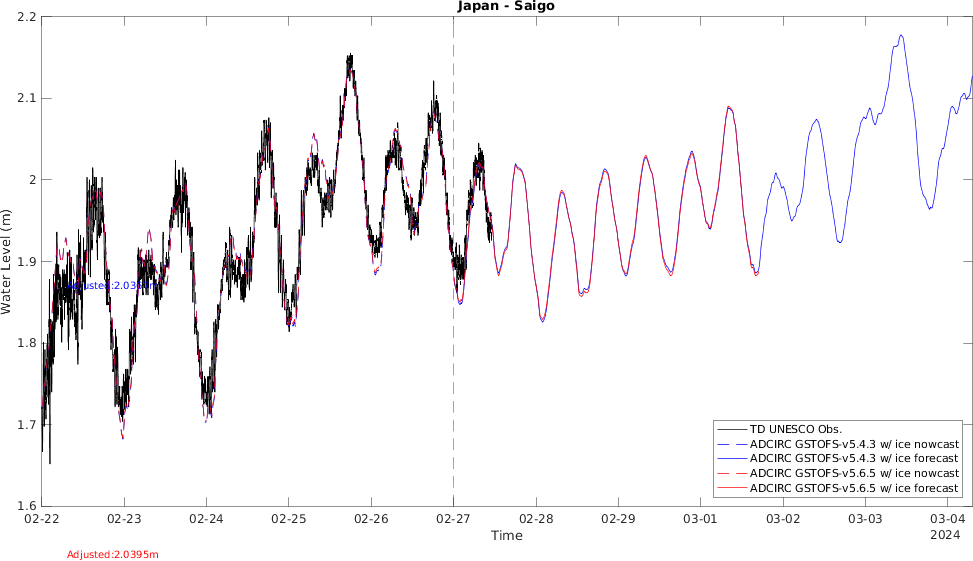 Japan - Saigo
Water Level (m)
2.2
2.1
2
1.9
1.8
1.7
1.6
02-22
02-23
02-24
02-25
02-26
02-27
02-28
02-29
03-01
03-02
03-03
03-04
2024
Time
TD UNESCO Obs.
ADCIRC GSTOFS-v5.4.3 w/ ice nowcast
ADCIRC GSTOFS-v5.4.3 w/ ice forecast
ADCIRC GSTOFS-v5.6.5 w/ ice nowcast
ADCIRC GSTOFS-v5.6.5 w/ ice forecast
Adjusted:2.0395m